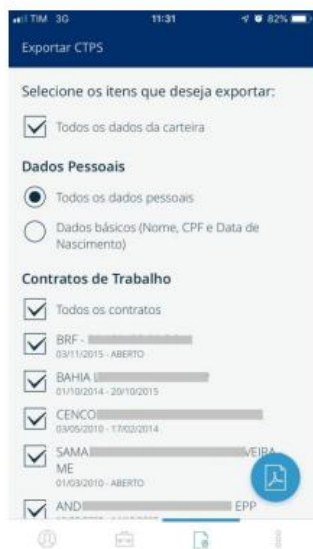 TIM 3G 11:31 82%
Exportar CTPS
Selecione os itens que deseja exportar:
Todos os dados da carteira
Dados Pessoais
Todos os dados pessoais
Dados básicos (Nome, CPF e Data de
Nascimento)
Contratos de Trabalho
Todos os contratos
BRF -
03/11/2015 - ABERTO
BAHIA
01/10/2014 - 20/10/2015
CENCO
03/05/2010 - 17/02/2014
SAMA VEIRA
ME
01/03/2010 - ABERTO
AND EPP